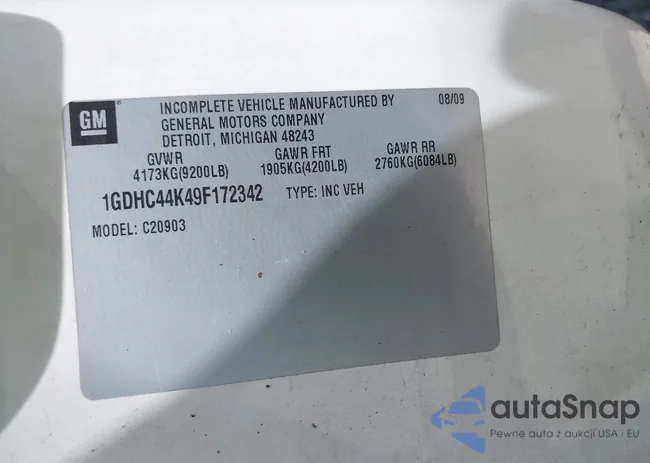 GM
INCOMPLETE VEHICLE MANUFACTURED BY 08/09
GENERAL MOTORS COMPANY
DETROIT, MICHIGAN 48243
GVWR GAWR FRT GAWR RR
4173KG(9200LB) 1905KG(4200LB) 2760KG(6084LB)
1GDHC44K49F172342 TYPE: INC VEH
MODEL: C20903
autaSnap
Pewne auta z aukcji USA i EU